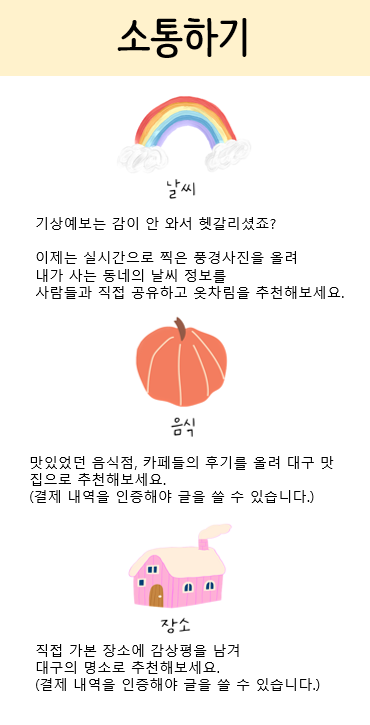 소통하기
날씨
기상예보는 감이 안 와서 헷갈리셨죠?
이제는 실시간으로 찍은 풍경사진을 올려
내가 사는 동네의 날씨 정보를
사람들과 직접 공유하고 옷차림을 추천해보세요.
음식
맛있었던 음식점, 카페들의 후기를 올려 대구 맛
집으로 추천해보세요.
(결제 내역을 인증해야 글을 쓸 수 있습니다.)
장소
직접 가본 장소에 감상평을 남겨
대구의 명소로 추천해보세요.
(결제 내역을 인증해야 글을 쓸 수 있습니다.)